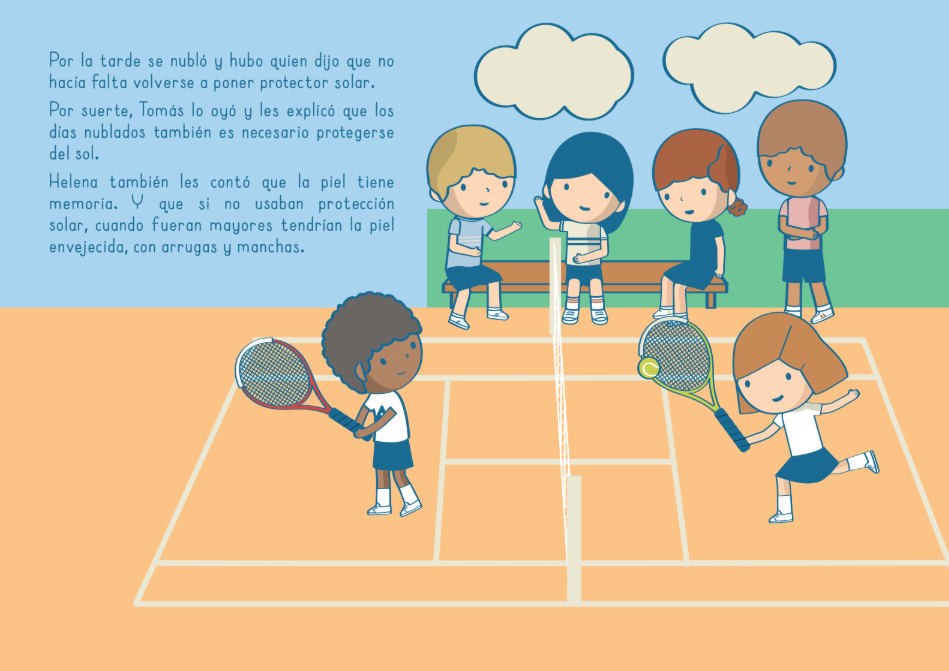 Por la tarde se nubló y hubo quien dijo que no
hacía falta volverse a poner protector solar.
Por suerte, Tomás lo oyó y les explicó que los
días nublados también es necesario protegerse
del sol.
Helena también les contó que la piel tiene
memoria. Y que si no usaban protección
solar, cuando fueran mayores tendrían la piel
envejecida, con arrugas y manchas.